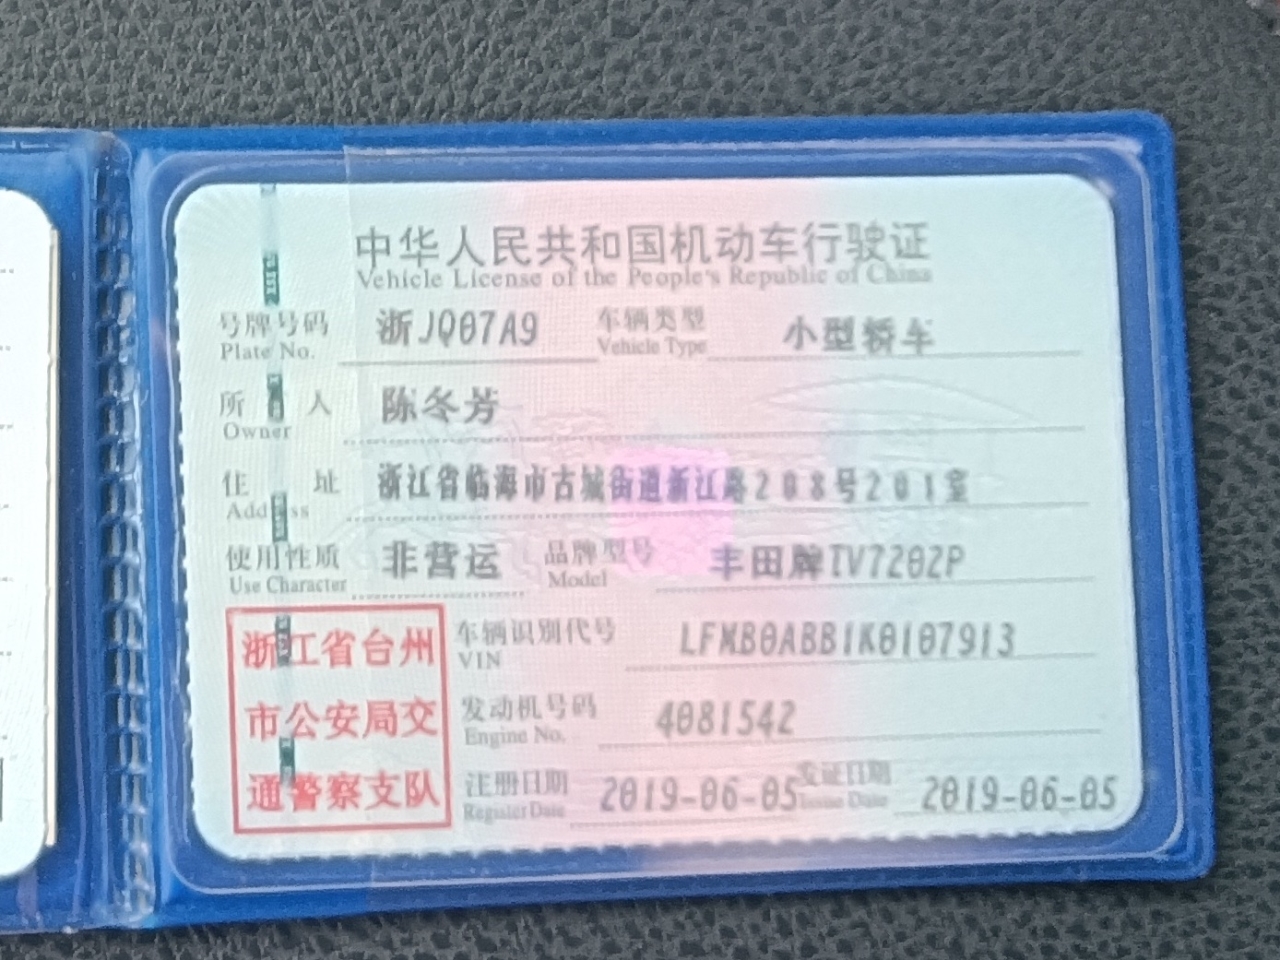 中华人民共和国机动车行驶证
Vehicle License of the People's Republic of China
号牌号码 浙JQ07A9 车辆类型 小型轿车
Plate No. Vehicle Type
所 人 陈冬芳
Owner
住 址 浙江省临海市古城街道浙江路208号201室
Address
使用性质 非营运 品牌型号 丰田牌TV7202P
Use Character Model
浙江省台州
市公安局交
通警察支队
车辆识别代号 LFMB0ABB1K0107913
VIN
发动机号码 4081542
Engine No.
注册日期 2019-06-05 发证日期 2019-06-05
Register Date Issue Date